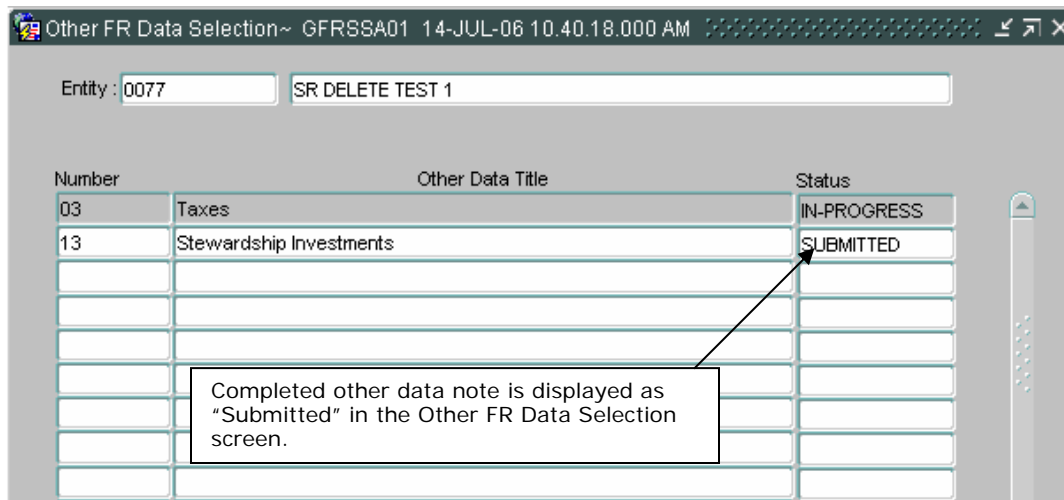 Other FR Data Selection~ GFRSSA01 14-JUL-06 10.40.18.000 AM
Entity : 0077 SR DELETE TEST 1
Number Other Data Title Status
03 Taxes IN-PROGRESS
13 Stewardship Investments SUBMITTED
Completed other data note is displayed as
“Submitted” in the Other FR Data Selection
screen.